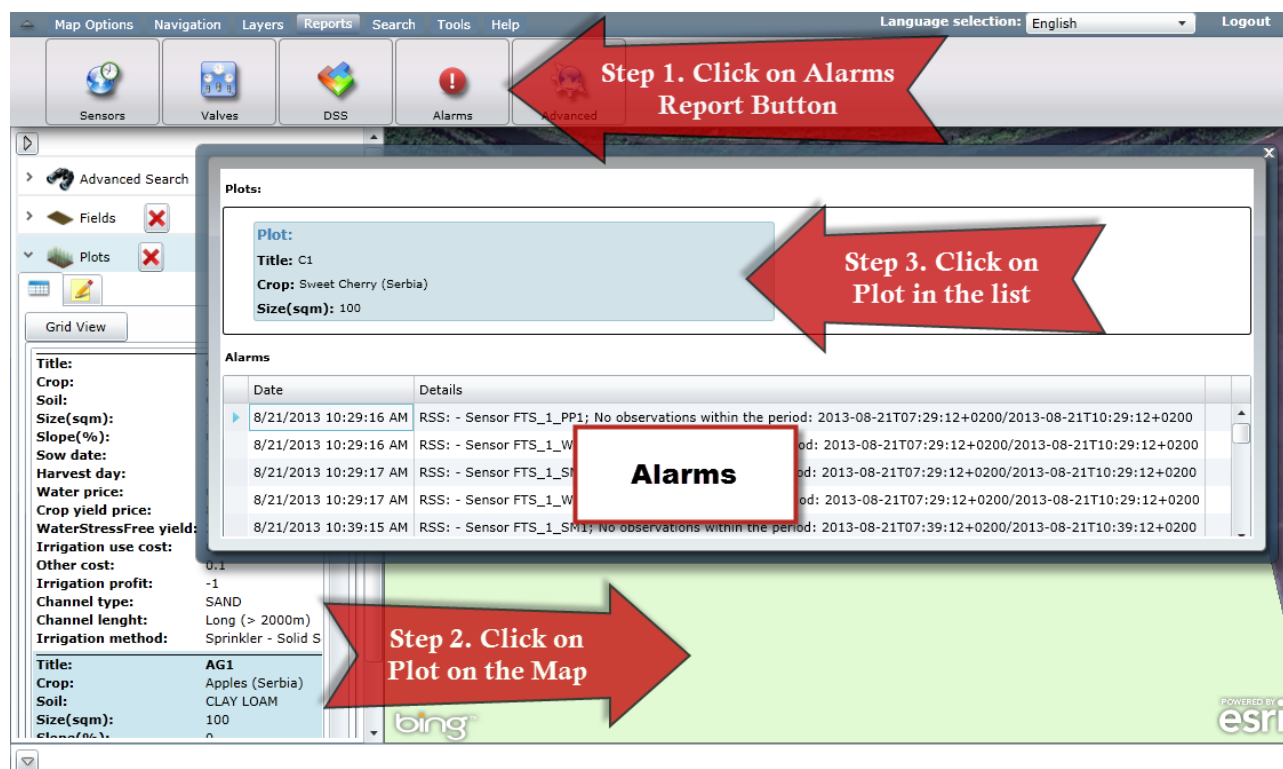 Map Options Navigation Layers Reports Search Tools Help Language selection: English Logout
Sensors Valves DSS Alarms Advanced
Step 1. Click on Alarms
Report Button
Advanced Search
Fields
Plots
Grid View
Title:
Crop:
Soil:
Size(sqm):
Slope(%):
Sow date:
Harvest day:
Water price:
Crop yield price:
WaterStressFree yield:
Irrigation use cost:
Other cost: 0.1
Irrigation profit: -1
Channel type: SAND
Channel lenght: Long (> 2000m)
Irrigation method: Sprinkler - Solid S
Title: AG1
Crop: Apples (Serbia)
Soil: CLAY LOAM
Size(sqm): 100
Slope(%): 0
x
Plots:
Plot:
Title: C1
Crop: Sweet Cherry (Serbia)
Size(sqm): 100
Step 3. Click on
Plot in the list
Alarms
Date Details
8/21/2013 10:29:16 AM RSS: - Sensor FTS_1_PP1; No observations within the period: 2013-08-21T07:29:12+0200/2013-08-21T10:29:12+0200
8/21/2013 10:29:16 AM RSS: - Sensor FTS_1_W od: 2013-08-21T07:29:12+0200/2013-08-21T10:29:12+0200
8/21/2013 10:29:17 AM RSS: - Sensor FTS_1_SM od: 2013-08-21T07:29:12+0200/2013-08-21T10:29:12+0200
8/21/2013 10:29:17 AM RSS: - Sensor FTS_1_W od: 2013-08-21T07:29:12+0200/2013-08-21T10:29:12+0200
8/21/2013 10:39:15 AM RSS: - Sensor FTS_1_SM1; No observations within the period: 2013-08-21T07:39:12+0200/2013-08-21T10:39:12+0200
Alarms
Step 2. Click on
Plot on the Map
bing
POWERED BY
esri